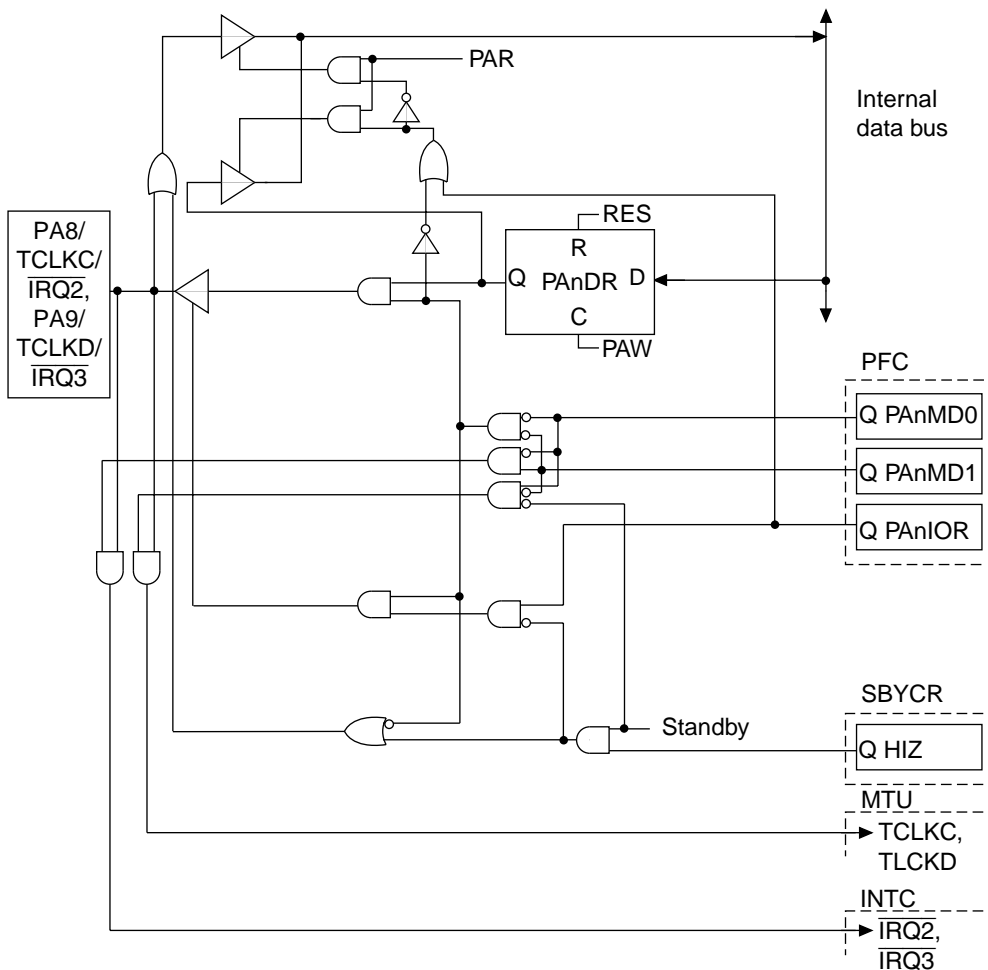 PAR
Internal
data bus
PA8/
TCLKC/
IRQ2,
PA9/
TCLKD/
IRQ3
RES
R
Q PAnDR D
C
PAW
PFC
Q PAnMD0
Q PAnMD1
Q PAnIOR
SBYCR
Standby
Q HIZ
MTU
TCLKC,
TLCKD
INTC
IRQ2,
IRQ3